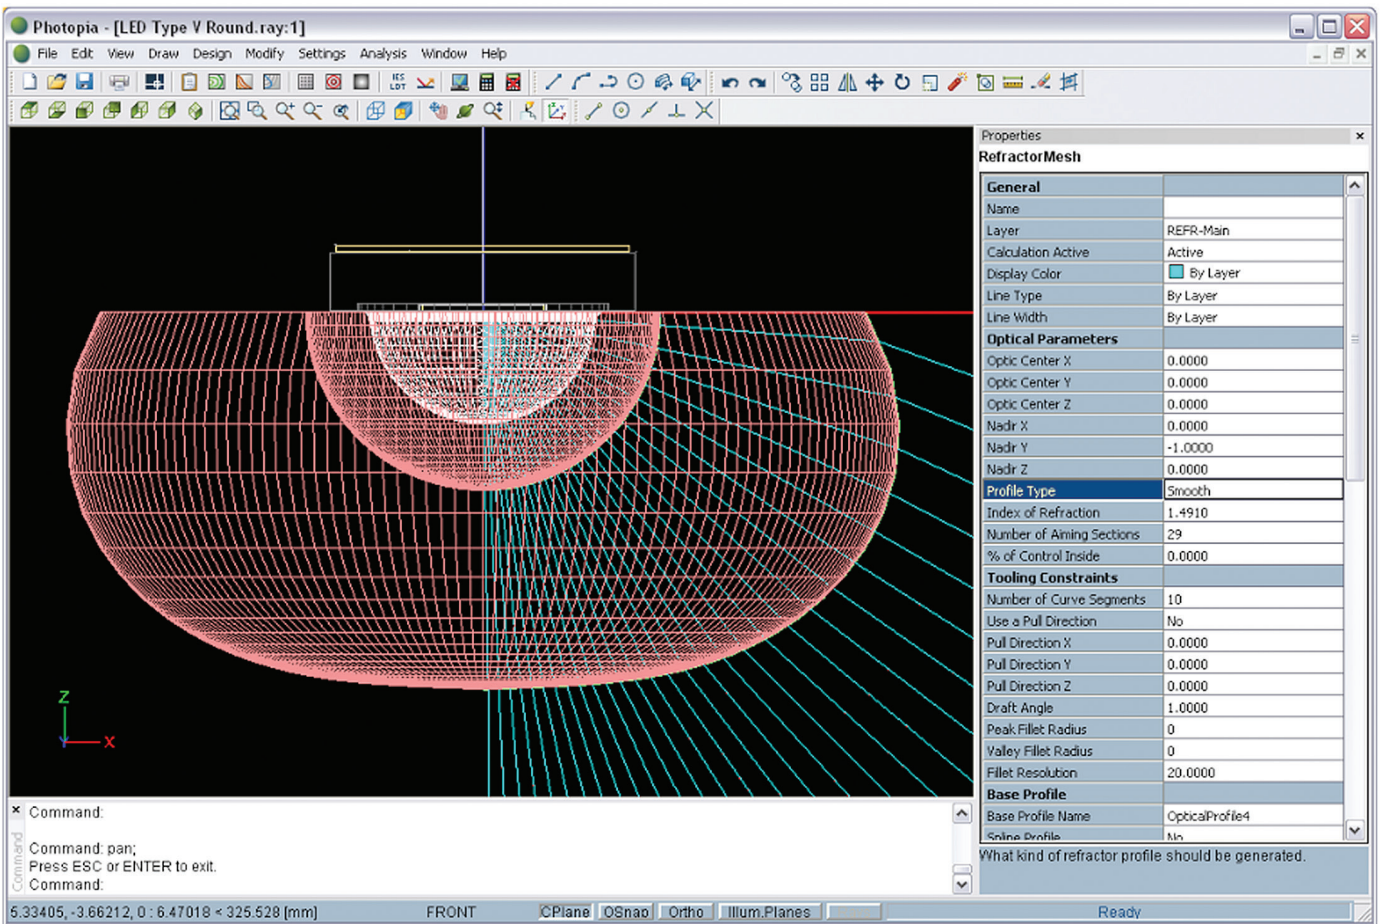 Photopia - [LED Type V Round.ray:1]
File Edit View Draw Design Modify Settings Analysis Window Help
IES
LDT
Properties
RefractorMesh
General
Name
Layer REFR-Main
Calculation Active Active
Display Color By Layer
Line Type By Layer
Line Width By Layer
Optical Parameters
Optic Center X 0.0000
Optic Center Y 0.0000
Optic Center Z 0.0000
Nadir X 0.0000
Nadir Y -1.0000
Nadir Z 0.0000
Profile Type Smooth
Index of Refraction 1.4910
Number of Aiming Sections 29
% of Control Inside 0.0000
Tooling Constraints
Number of Curve Segments 10
Use a Pull Direction No
Pull Direction X 0.0000
Pull Direction Y 0.0000
Pull Direction Z 0.0000
Draft Angle 1.0000
Peak Fillet Radius 0
Valley Fillet Radius 0
Fillet Resolution 20.0000
Base Profile
Base Profile Name OpticalProfile4
Spline Profile No
What kind of refractor profile should be generated.
Z
Y X
Command:
Command: pan;
Press ESC or ENTER to exit.
Command:
Command
5.33405, -3.66212, 0 : 6.47018 < 325.528 [mm] FRONT CPlane OSnap Ortho Illum.Planes Ready